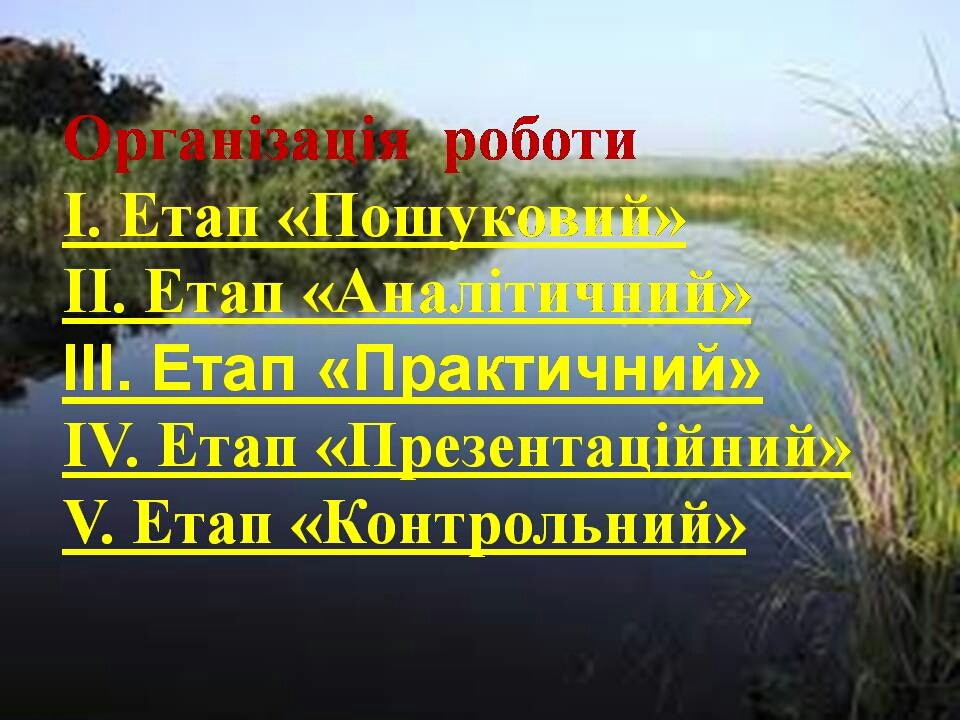 Організація роботи
І. Етап «Пошуковий»
ІІ. Етап «Аналітичний»
ІІІ. Етап «Практичний»
IV. Етап «Презентаційний»
V. Етап «Контрольний»